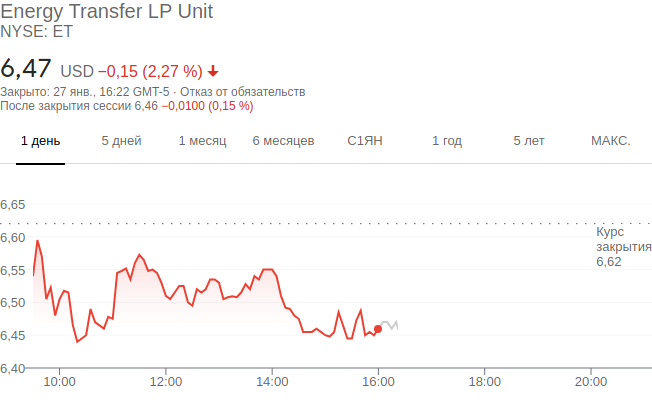 Energy Transfer LP Unit
NYSE: ET
6,47 USD −0,15 (2,27 %)
Закрыто: 27 янв., 16:22 GMT-5 · Отказ от обязательств
После закрытия сессии 6,46 −0,0100 (0,15 %)
1 день 5 дней 1 месяц 6 месяцев С1ЯН 1 год 5 лет МАКС.
6,65
6,60
6,55
6,50
6,45
6,40
Курс
закрытия
6,62
10:00 12:00 14:00 16:00 18:00 20:00